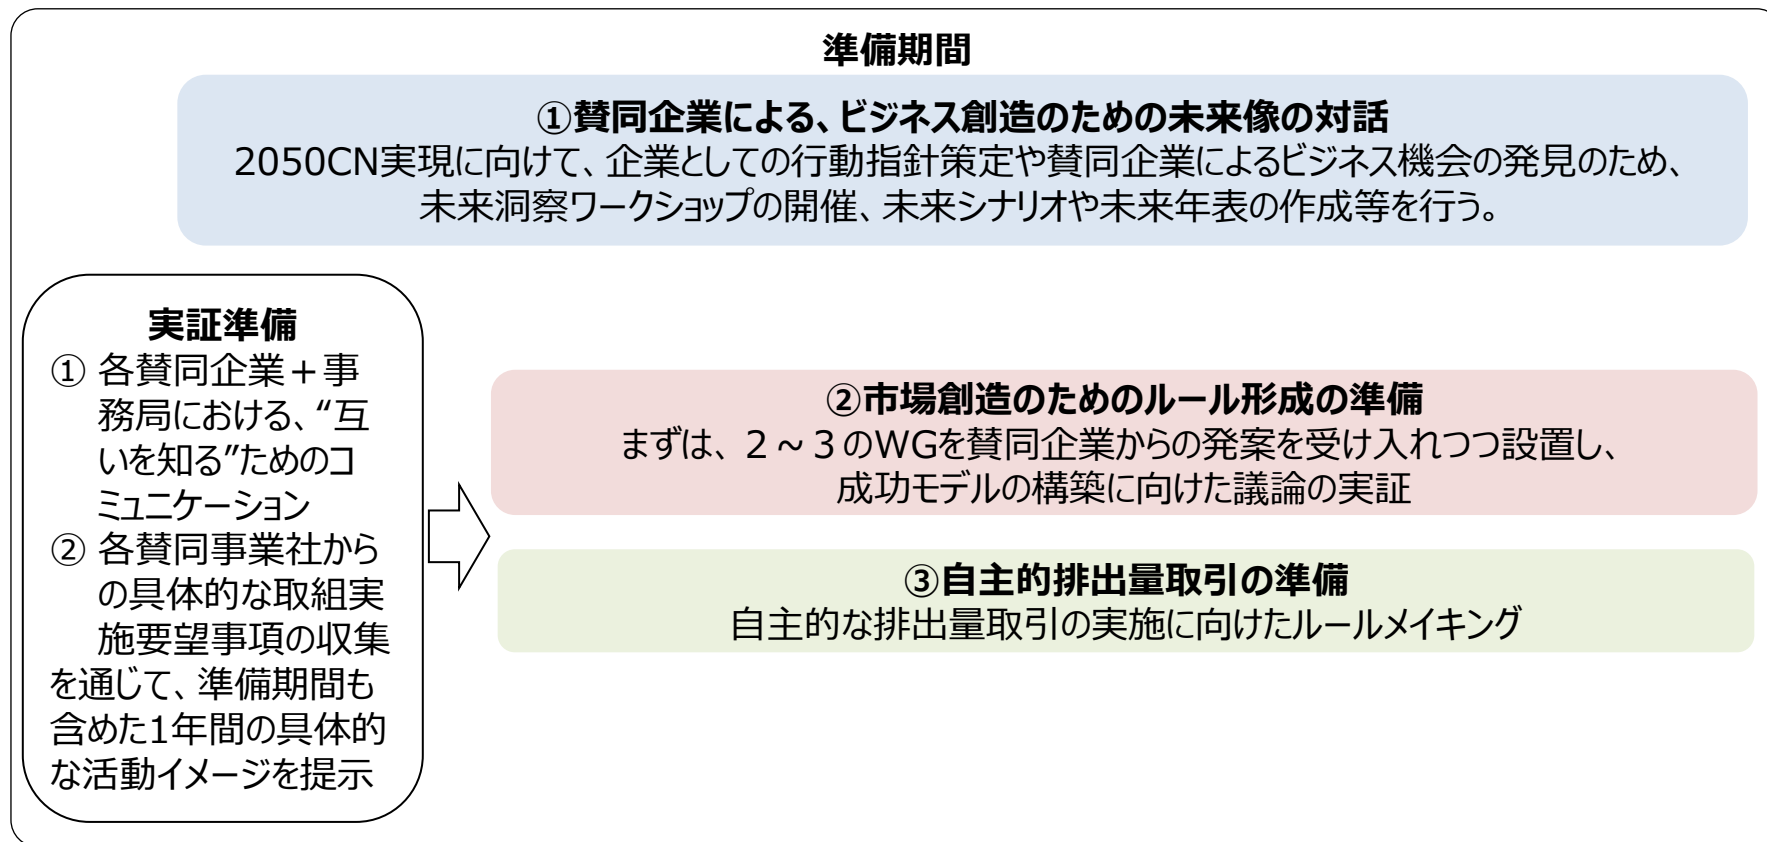 準備期間
①賛同企業による、ビジネス創造のための未来像の対話
2050CN実現に向けて、企業としての行動指針策定や賛同企業によるビジネス機会の発見のため、
未来洞察ワークショップの開催、未来シナリオや未来年表の作成等を行う。
実証準備
① 各賛同企業＋事
務局における、“互
いを知る”ためのコ
ミュニケーション
② 各賛同事業社から
の具体的な取組実
施要望事項の収集
を通じて、準備期間も
含めた1年間の具体的
な活動イメージを提示
②市場創造のためのルール形成の準備
まずは、２～３のWGを賛同企業からの発案を受け入れつつ設置し、
成功モデルの構築に向けた議論の実証
③自主的排出量取引の準備
自主的な排出量取引の実施に向けたルールメイキング